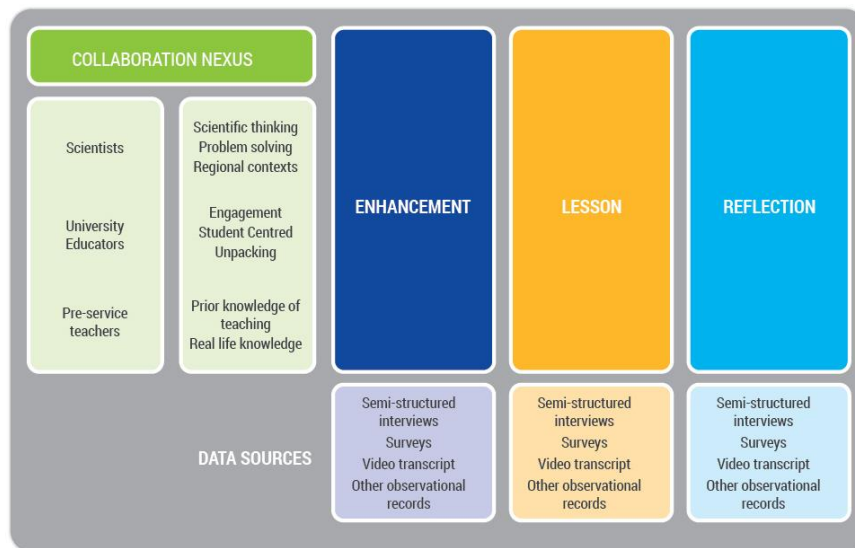 COLLABORATION NEXUS
Scientists
University
Educators
Pre-service
teachers
Scientific thinking
Problem solving
Regional contexts
Engagement
Student Centred
Unpacking
Prior knowledge of
teaching
Real life knowledge
ENHANCEMENT
LESSON
REFLECTION
DATA SOURCES
Semi-structured
interviews
Surveys
Video transcript
Other observational
records
Semi-structured
interviews
Surveys
Video transcript
Other observational
records
Semi-structured
interviews
Surveys
Video transcript
Other observational
records